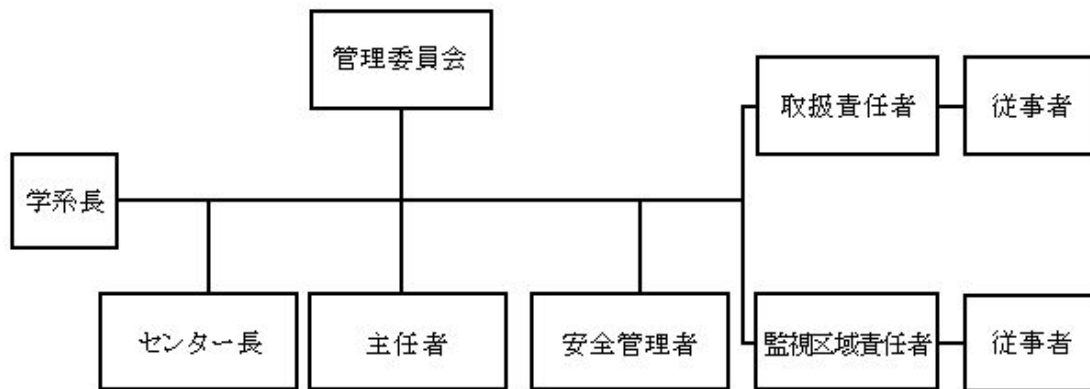 管理委員会
取扱責任者
従事者
学系長
センター長
主任者
安全管理者
監視区域責任者
従事者